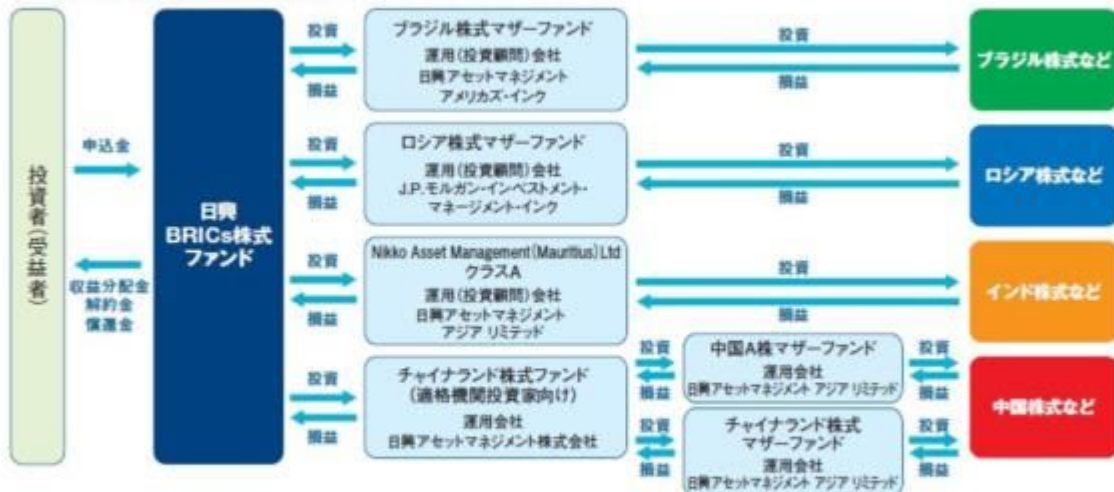 投資者(受益者)
申込金
収益分配金
解約金
償還金
日興
BRICs株式
ファンド
投資
損益
ブラジル株式マザーファンド
運用(投資顧問)会社
日興アセットマネジメント
アメリカズ・インク
投資
損益
ブラジル株式など
投資
損益
ロシア株式マザーファンド
運用(投資顧問)会社
J.P.モルガン・インベストメント・
マネージメント・インク
投資
損益
ロシア株式など
投資
損益
Nikko Asset Management(Mauritius)Ltd
クラスA
運用(投資顧問)会社
日興アセットマネジメント
アジア リミテッド
投資
損益
インド株式など
投資
損益
チャイナランド株式ファンド
(適格機関投資家向け)
運用会社
日興アセットマネジメント株式会社
投資
損益
中国A株マザーファンド
運用会社
日興アセットマネジメント アジア リミテッド
投資
損益
投資
損益
チャイナランド株式
マザーファンド
運用会社
日興アセットマネジメント アジア リミテッド
投資
損益
中国株式など